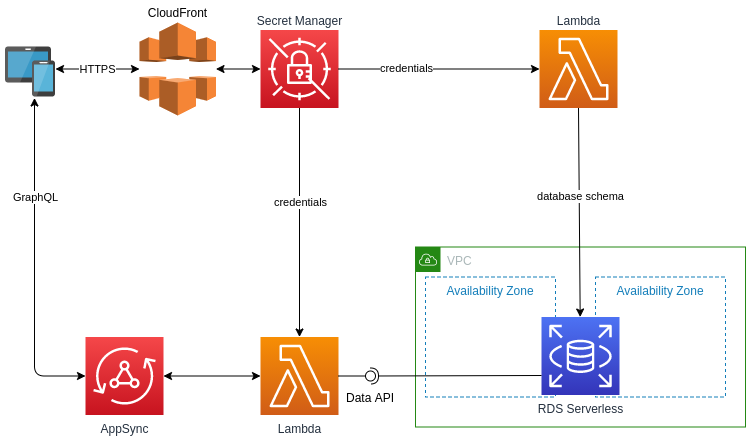 CloudFront
Secret Manager
Lambda
HTTPS
credentials
GraphQL
credentials
database schema
VPC
Availability Zone
Availability Zone
Data API
RDS Serverless
AppSync
Lambda